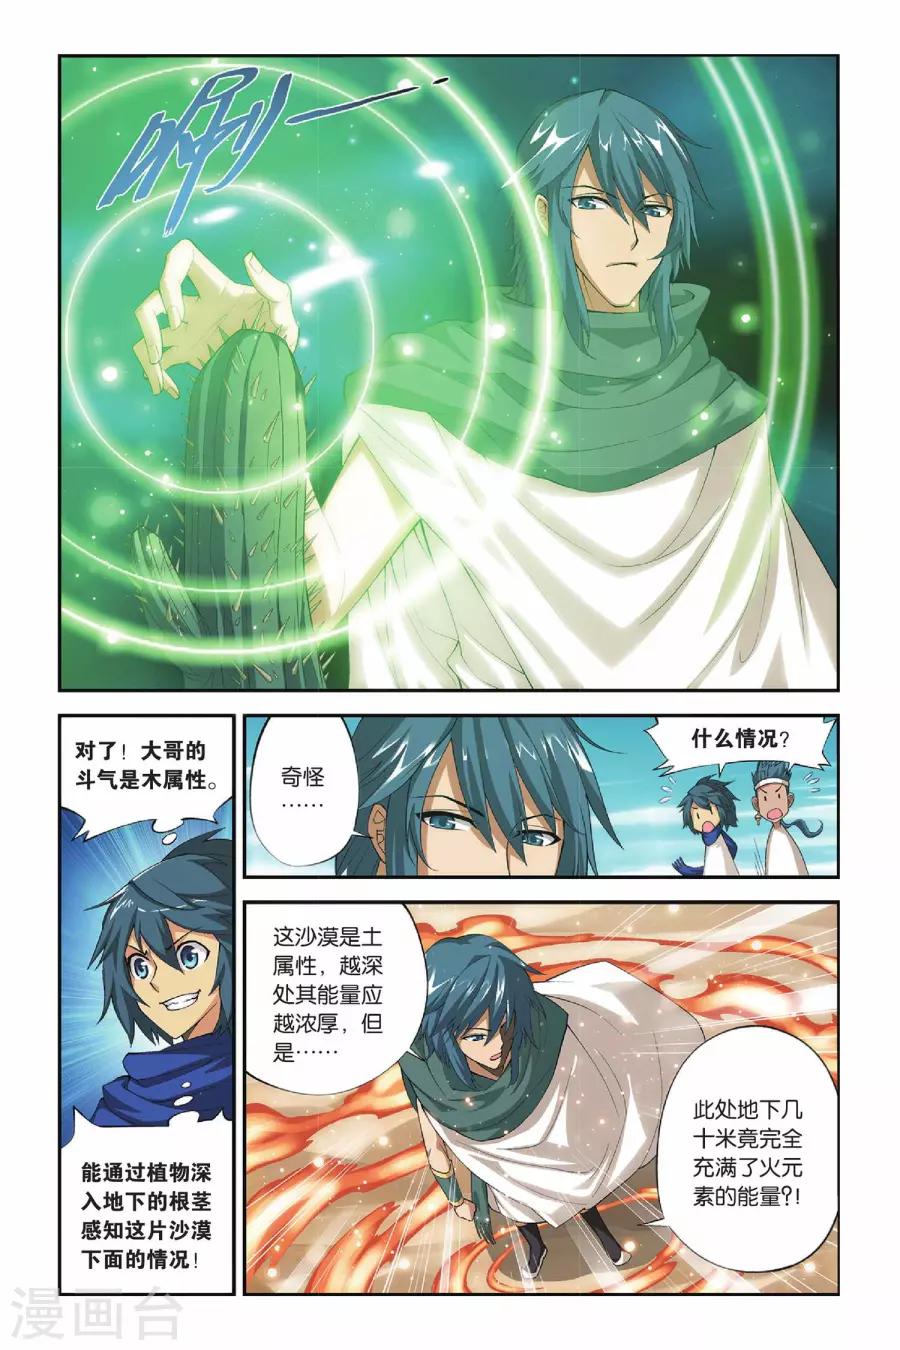 唰
对了！大哥的
斗气是木属性。
能通过植物深
入地下的根茎
感知这片沙漠
下面的情况！
奇怪
……
什么情况？
这沙漠是土
属性，越深
处其能量应
越浓厚，但
是……
此处地下几
十米竟完全
充满了火元
素的能量？！
漫画台